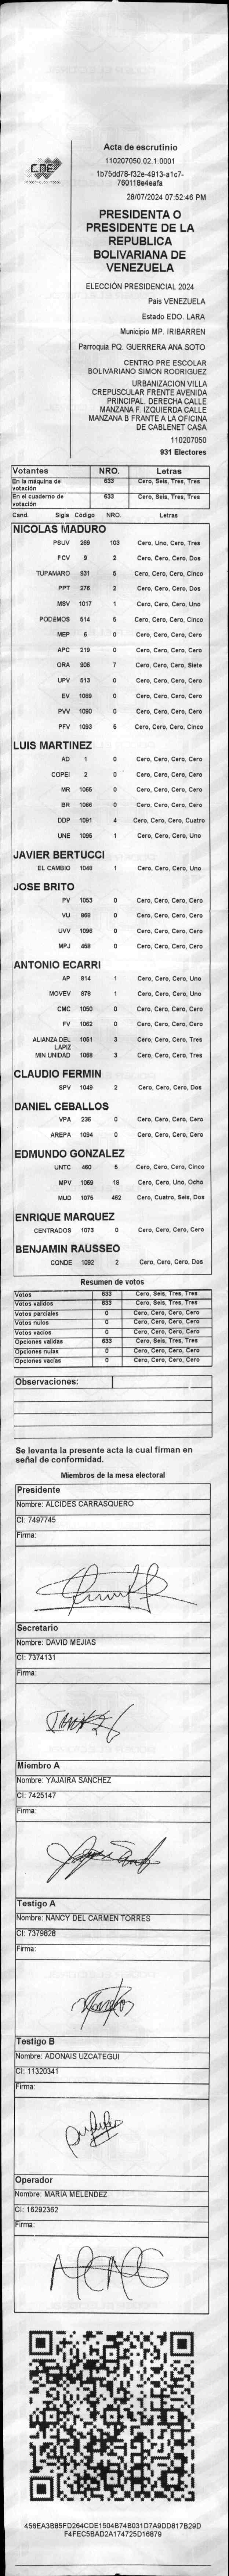 CNE
Acta de escrutinio
110207050.02.1.0001
1b75dd78-f32e-4913-a1c7-
760118e4eafa
28/07/2024 07:52:46 PM
PRESIDENTA O
PRESIDENTE DE LA
REPUBLICA
BOLIVARIANA DE
VENEZUELA
ELECCIÓN PRESIDENCIAL 2024
Pais VENEZUELA
Estado EDO. LARA
Municipio MP. IRIBARREN
Parroquia PQ. GUERRERA ANA SOTO
CENTRO PRE ESCOLAR
BOLIVARIANO SIMON RODRIGUEZ
URBANIZACION VILLA
CREPUSCULAR FRENTE AVENIDA
PRINCIPAL. DERECHA CALLE
MANZANA F. IZQUIERDA CALLE
MANZANA B FRENTE A LA OFICINA
DE CABLENET CASA
110207050
931 Electores
Votantes NRO. Letras
En la máquina de votación 633 Cero, Seis, Tres, Tres
En el cuaderno de votación 633 Cero, Seis, Tres, Tres
Cand. Sigla Código NRO. Letras
NICOLAS MADURO
PSUV 269 103 Cero, Uno, Cero, Tres
PCV 9 2 Cero, Cero, Cero, Dos
TUPAMARO 931 5 Cero, Cero, Cero, Cinco
PPT 276 2 Cero, Cero, Cero, Dos
MSV 1017 1 Cero, Cero, Cero, Uno
PODEMOS 514 5 Cero, Cero, Cero, Cinco
MEP 6 0 Cero, Cero, Cero, Cero
APC 219 0 Cero, Cero, Cero, Cero
ORA 906 7 Cero, Cero, Cero, Siete
UPV 613 0 Cero, Cero, Cero, Cero
EV 1089 0 Cero, Cero, Cero, Cero
PVV 1090 0 Cero, Cero, Cero, Cero
PFV 1093 5 Cero, Cero, Cero, Cinco
LUIS MARTINEZ
AD 1 0 Cero, Cero, Cero, Cero
COPEI 2 0 Cero, Cero, Cero, Cero
MR 1065 0 Cero, Cero, Cero, Cero
BR 1066 0 Cero, Cero, Cero, Cero
DDP 1091 4 Cero, Cero, Cero, Cuatro
UNE 1095 1 Cero, Cero, Cero, Uno
JAVIER BERTUCCI
EL CAMBIO 1046 1 Cero, Cero, Cero, Uno
JOSE BRITO
PV 1053 0 Cero, Cero, Cero, Cero
VU 868 0 Cero, Cero, Cero, Cero
UVV 1096 0 Cero, Cero, Cero, Cero
MPJ 458 0 Cero, Cero, Cero, Cero
ANTONIO ECARRI
AP 814 1 Cero, Cero, Cero, Uno
MOVEV 879 1 Cero, Cero, Cero, Uno
CMC 1050 0 Cero, Cero, Cero, Cero
FV 1062 0 Cero, Cero, Cero, Cero
ALIANZA DEL LAPIZ 1061 3 Cero, Cero, Cero, Tres
MIN UNIDAD 1068 3 Cero, Cero, Cero, Tres
CLAUDIO FERMIN
SPV 1049 2 Cero, Cero, Cero, Dos
DANIEL CEBALLOS
VPA 236 0 Cero, Cero, Cero, Cero
AREPA 1094 0 Cero, Cero, Cero, Cero
EDMUNDO GONZALEZ
UNTC 460 5 Cero, Cero, Cero, Cinco
MPV 1069 18 Cero, Cero, Uno, Ocho
MUD 1075 462 Cero, Cuatro, Seis, Dos
ENRIQUE MARQUEZ
CENTRADOS 1073 0 Cero, Cero, Cero, Cero
BENJAMIN RAUSSEO
CONDE 1092 2 Cero, Cero, Cero, Dos
Resumen de votos
Votos 633 Cero, Seis, Tres, Tres
Votos validos 633 Cero, Seis, Tres, Tres
Votos parciales 0 Cero, Cero, Cero, Cero
Votos nulos 0 Cero, Cero, Cero, Cero
Votos vacios 0 Cero, Cero, Cero, Cero
Opciones validas 633 Cero, Seis, Tres, Tres
Opciones nulas 0 Cero, Cero, Cero, Cero
Opciones vacias 0 Cero, Cero, Cero, Cero
Observaciones:
Se levanta la presente acta la cual firman en
señal de conformidad.
Miembros de la mesa electoral
Presidente
Nombre: ALCIDES CARRASQUERO
CI: 7497745
Firma:
Secretario
Nombre: DAVID MEJIAS
CI: 7374131
Firma:
Miembro A
Nombre: YAJAIRA SANCHEZ
CI: 7425147
Firma:
Testigo A
Nombre: NANCY DEL CARMEN TORRES
CI: 7379828
Firma:
Testigo B
Nombre: ADONAIS UZCATEGUI
CI: 11320341
Firma:
Operador
Nombre: MARIA MELENDEZ
CI: 16292362
Firma:
456EA3B85FD264CDE1504B74B031D7A9DD817B29D
F4FEC5BAD2A174725D16879